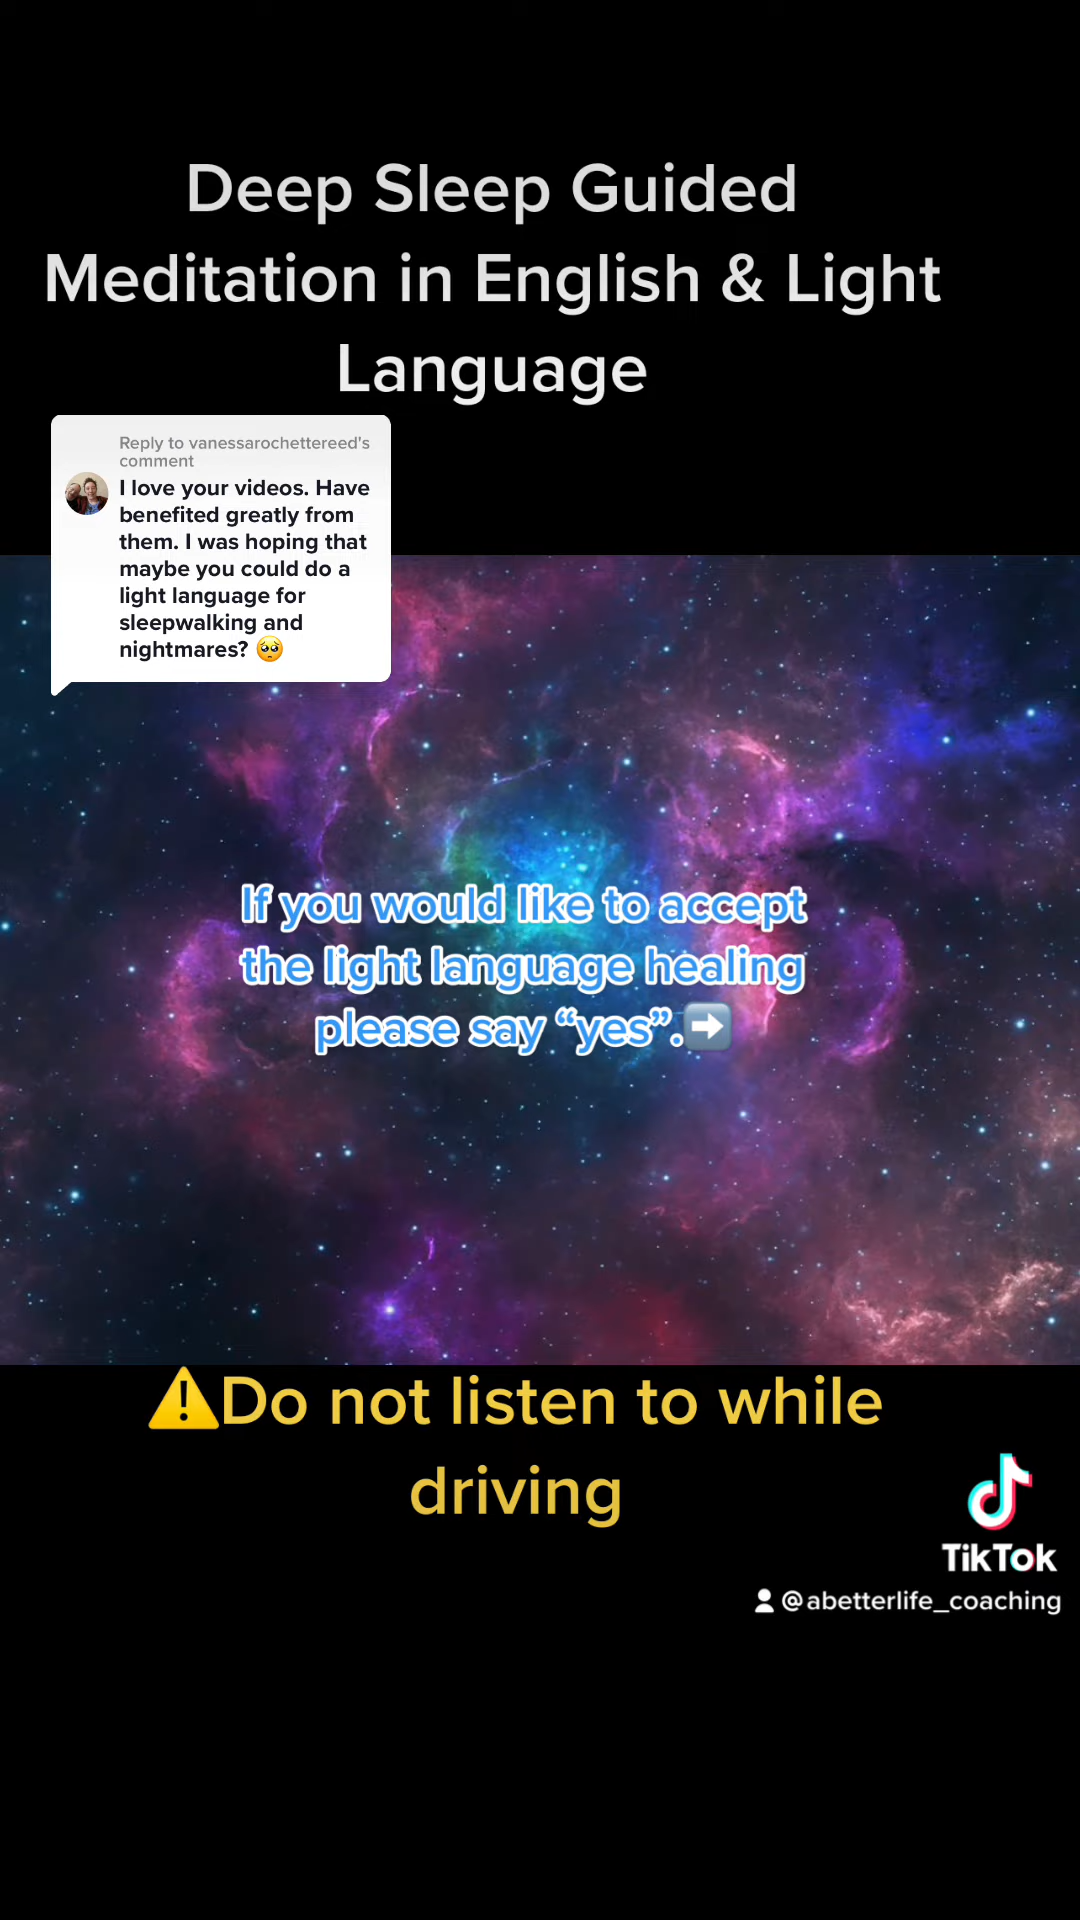 Deep Sleep Guided
Meditation in English & Light
Language
Reply to vanessarochettereed's
comment
I love your videos. Have
benefited greatly from
them. I was hoping that
maybe you could do a
light language for
sleepwalking and
nightmares? 🥺
If you would like to accept
the light language healing
please say “yes”.➡️
⚠️Do not listen to while
driving
TikTok
@abetterlife_coaching